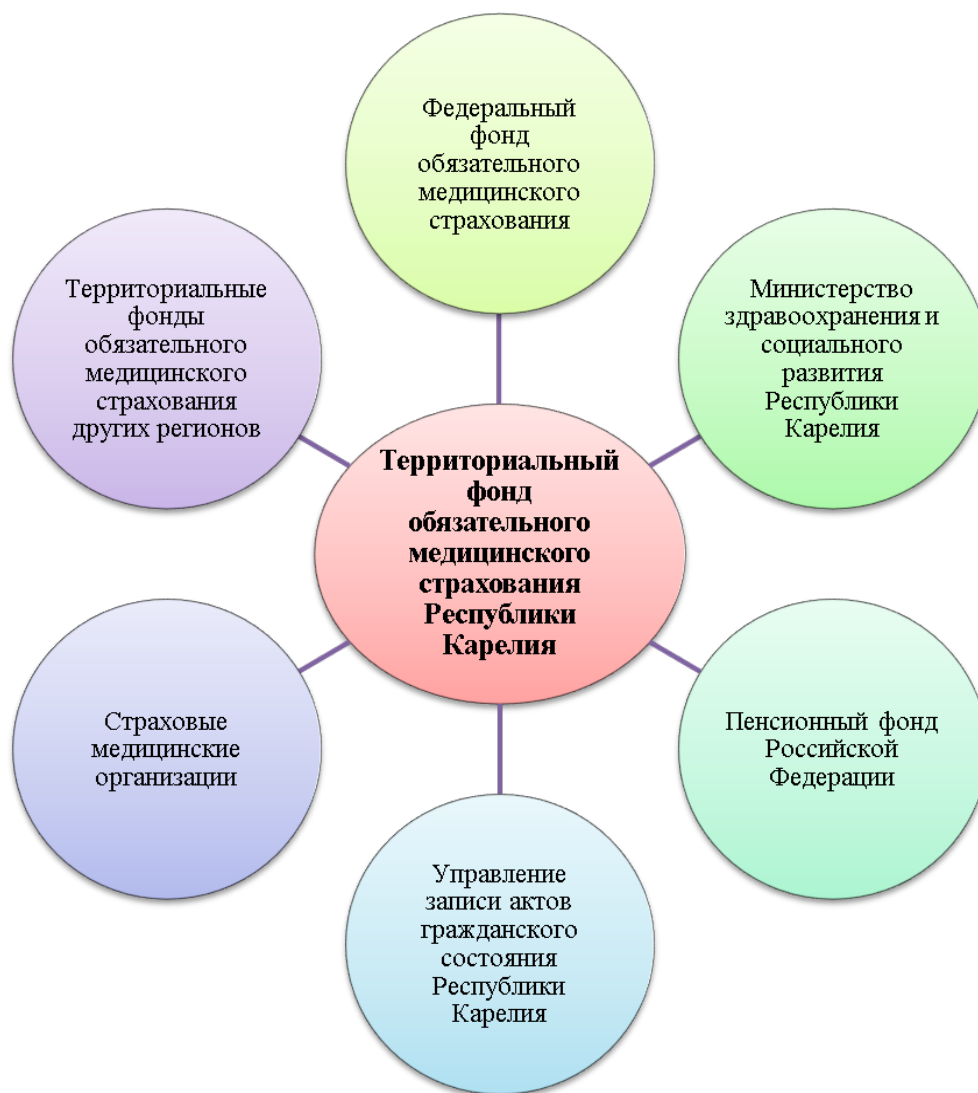 Федеральный
фонд
обязательного
медицинского
страхования
Территориальные
фонды
обязательного
медицинского
страхования
других регионов
Министерство
здравоохранения и
социального
развития
Республики
Карелия
Территориальный
фонд
обязательного
медицинского
страхования
Республики
Карелия
Страховые
медицинские
организации
Пенсионный фонд
Российской
Федерации
Управление
записи актов
гражданского
состояния
Республики
Карелия